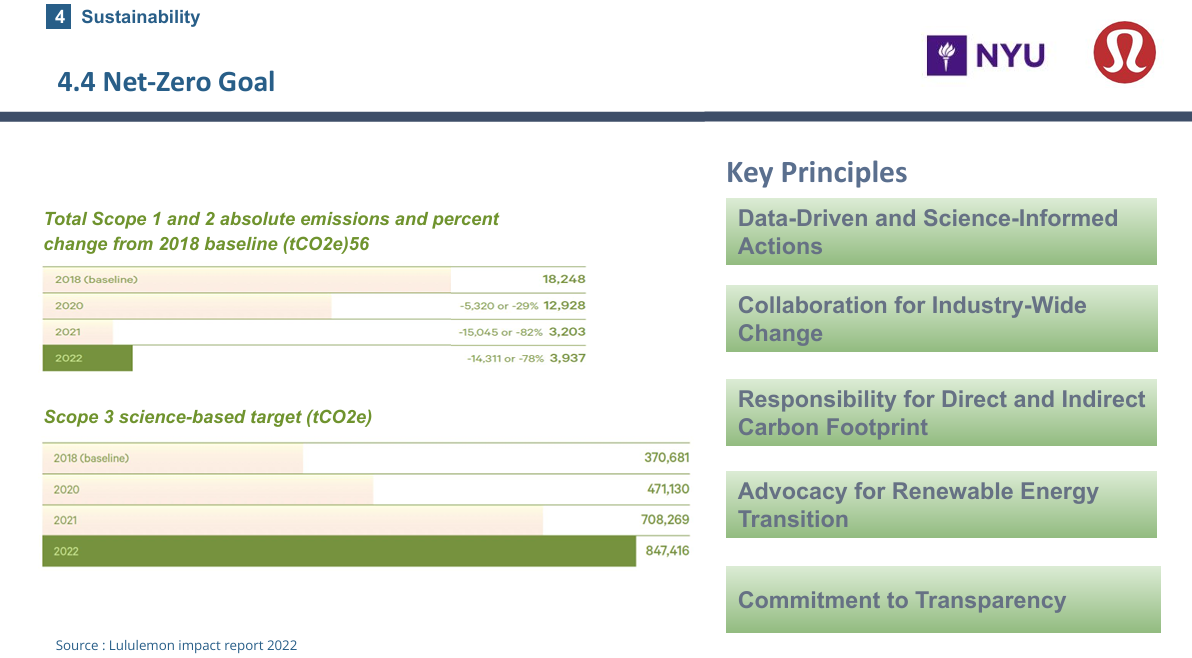 4 Sustainability
4.4 Net-Zero Goal
NYU
Total Scope 1 and 2 absolute emissions and percent
change from 2018 baseline (tCO2e)56
2018 (baseline) 18,248
2020 -5,320 or -29% 12,928
2021 -15,045 or -82% 3,203
2022 -14,311 or -78% 3,937
Scope 3 science-based target (tCO2e)
2018 (baseline) 370,681
2020 471,130
2021 708,269
2022 847,416
Source : Lululemon impact report 2022
Key Principles
Data-Driven and Science-Informed
Actions
Collaboration for Industry-Wide
Change
Responsibility for Direct and Indirect
Carbon Footprint
Advocacy for Renewable Energy
Transition
Commitment to Transparency